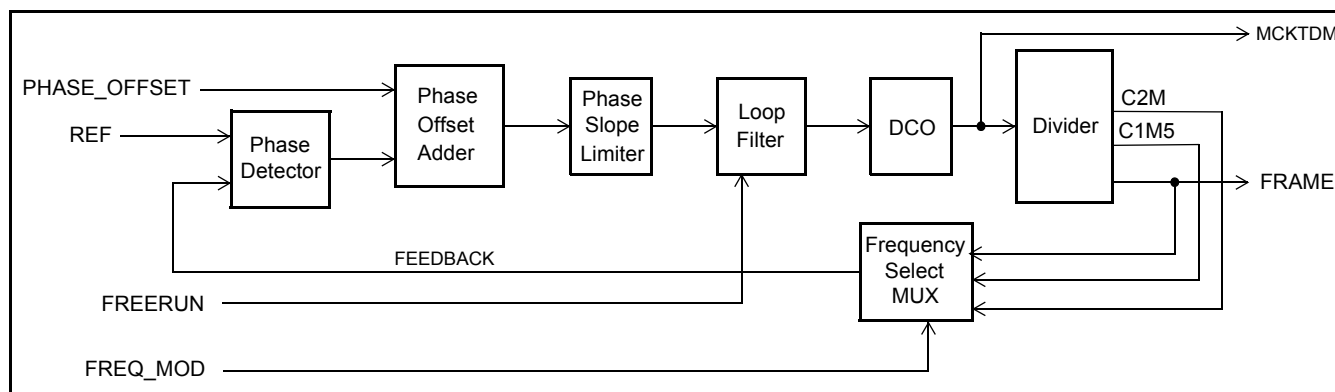 MCKTDM
PHASE_OFFSET
REF
Phase
Detector
Phase
Offset
Adder
Phase
Slope
Limiter
Loop
Filter
DCO
Divider
C2M
C1M5
FRAME
Frequency
Select
MUX
FEEDBACK
FREERUN
FREQ_MOD